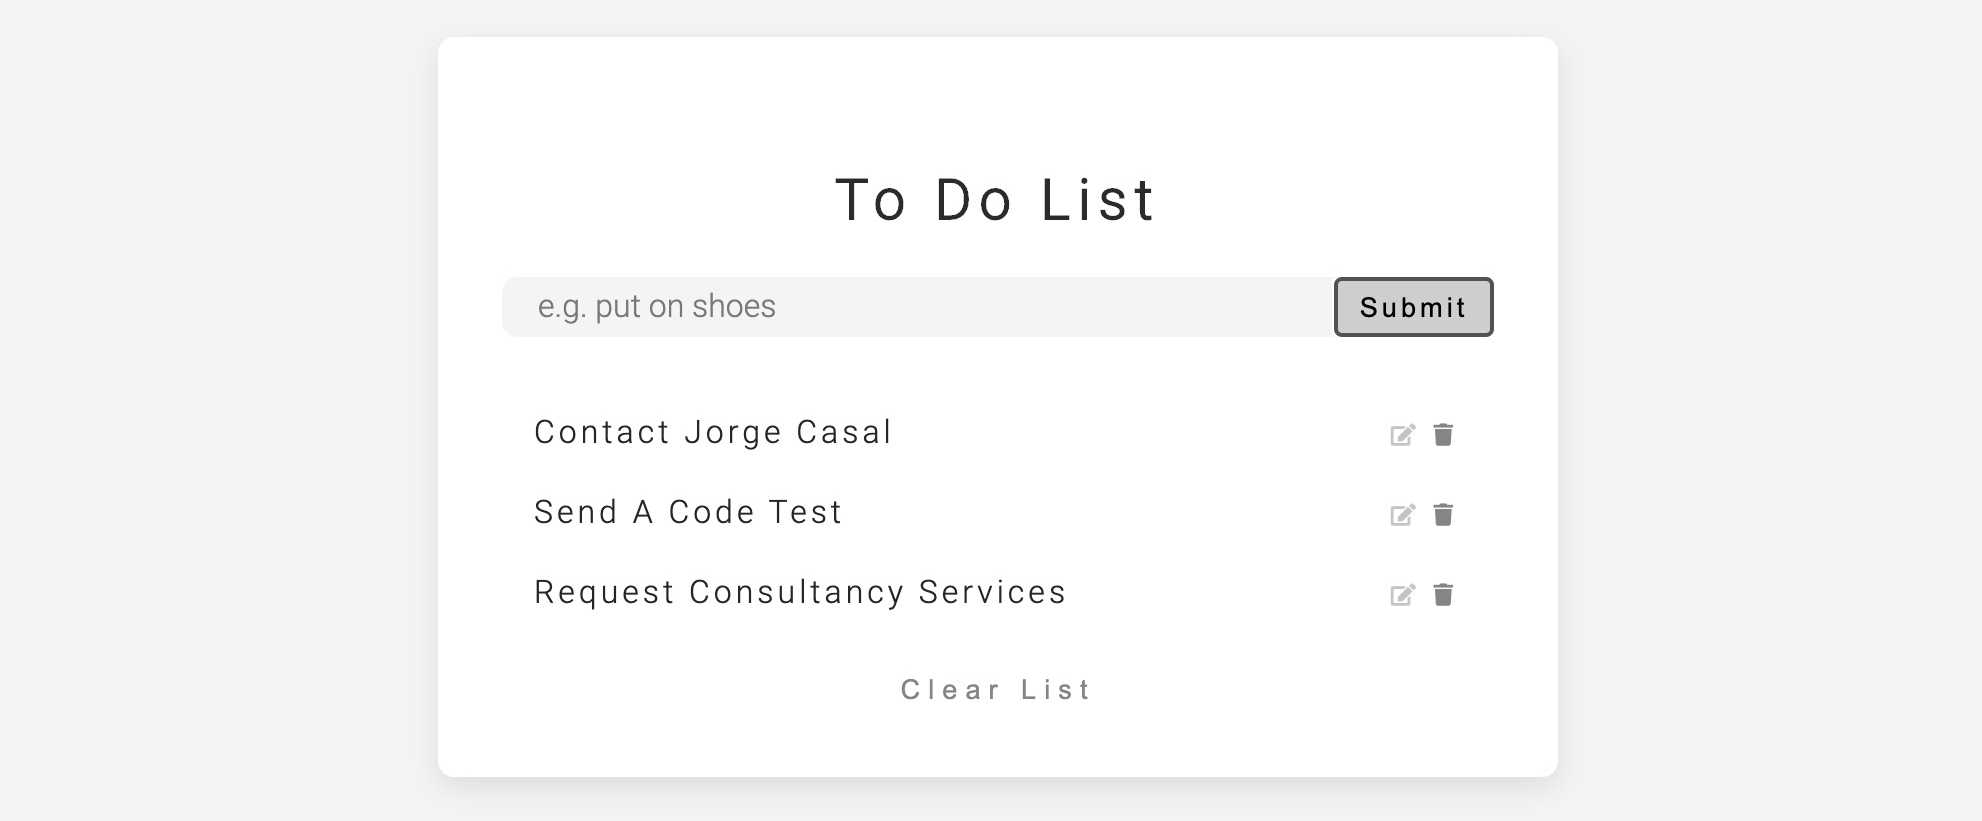 To Do List
e.g. put on shoes
Submit
Contact Jorge Casal
Send A Code Test
Request Consultancy Services
Clear List